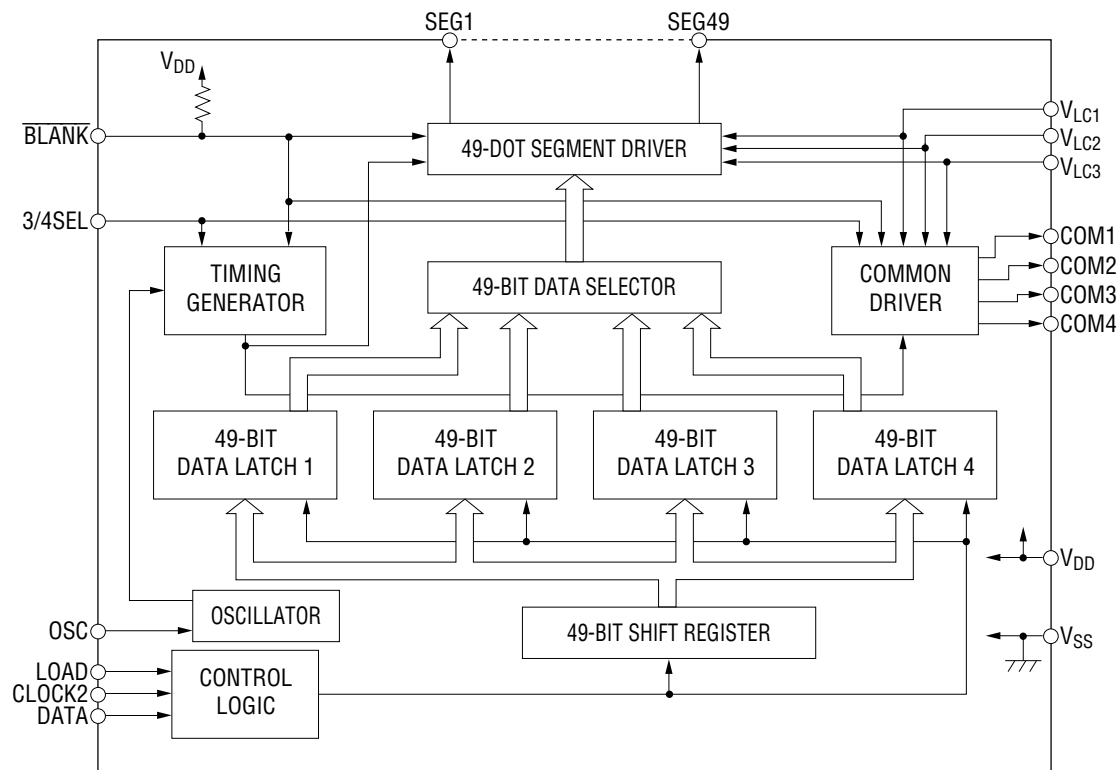 SEG1 SEG49
VDD
BLANK
49-DOT SEGMENT DRIVER
VLC1
VLC2
VLC3
3/4SEL
TIMING
GENERATOR
49-BIT DATA SELECTOR
COMMON
DRIVER
COM1
COM2
COM3
COM4
49-BIT
DATA LATCH 1
49-BIT
DATA LATCH 2
49-BIT
DATA LATCH 3
49-BIT
DATA LATCH 4
VDD
OSCILLATOR
49-BIT SHIFT REGISTER
OSC
VSS
LOAD
CLOCK2
DATA
CONTROL
LOGIC